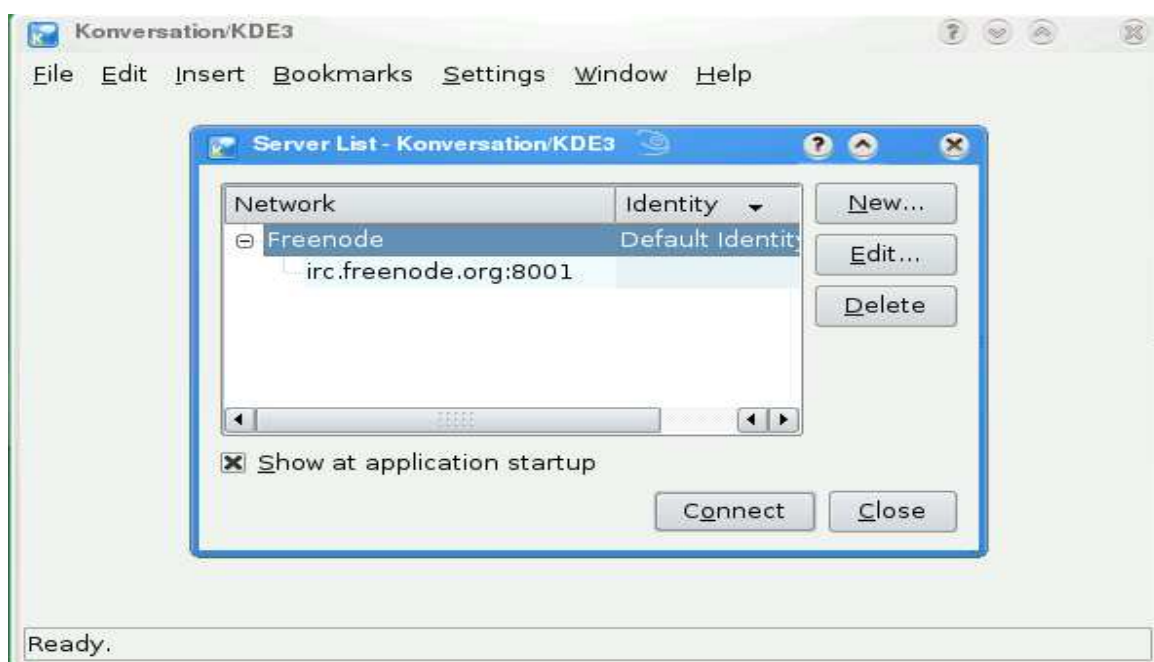 Konversation/KDE3
File Edit Insert Bookmarks Settings Window Help
Server List - Konversation/KDE3
Network Identity
New...
Freenode Default Identity
Edit...
irc.freenode.org:8001
Delete
Show at application startup
Connect Close
Ready.